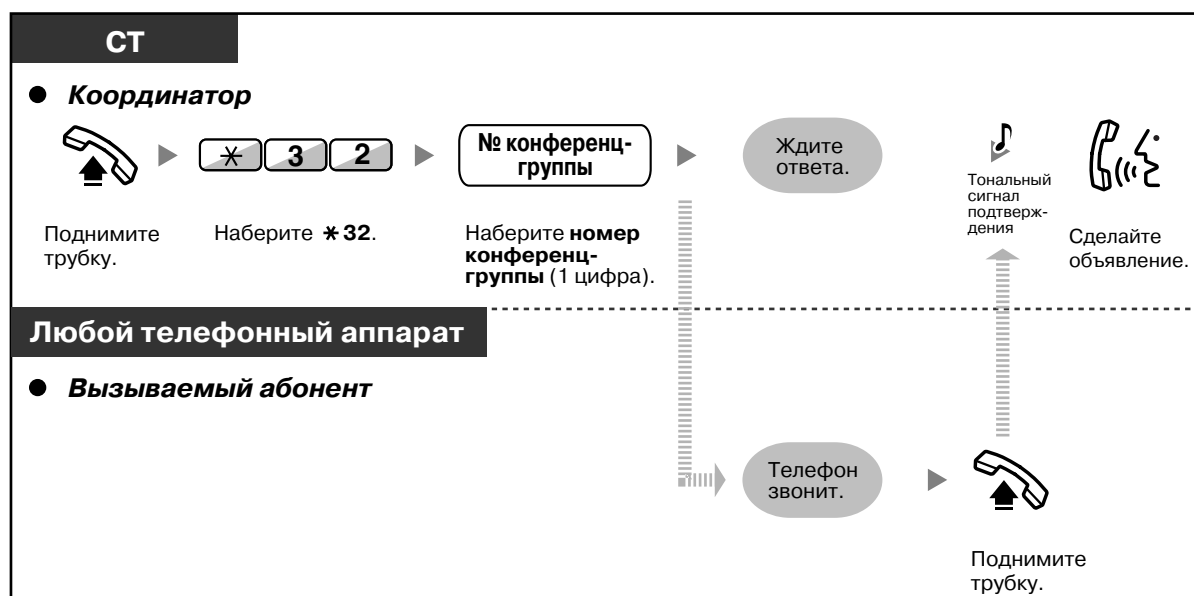 СТ
● Координатор
* 3 2
№ конференц-
группы
Ждите
ответа.
Тональный
сигнал
подтверж-
дения
Поднимите
трубку.
Наберите *32.
Наберите номер
конференц-
группы (1 цифра).
Сделайте
объявление.
Любой телефонный аппарат
● Вызываемый абонент
Телефон
звонит.
Поднимите
трубку.